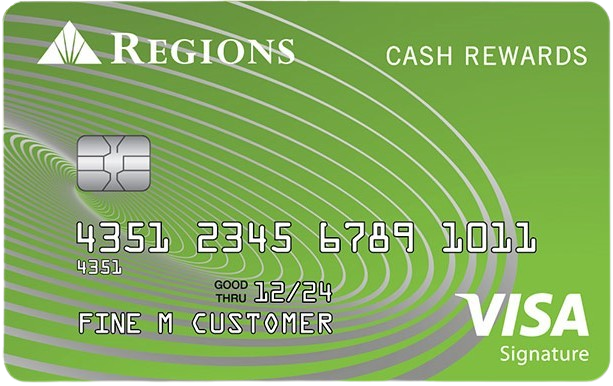 REGIONS CASH REWARDS
4351 2345 6789 1011
4351
GOOD THRU 12/24
FINE M CUSTOMER
VISA
Signature